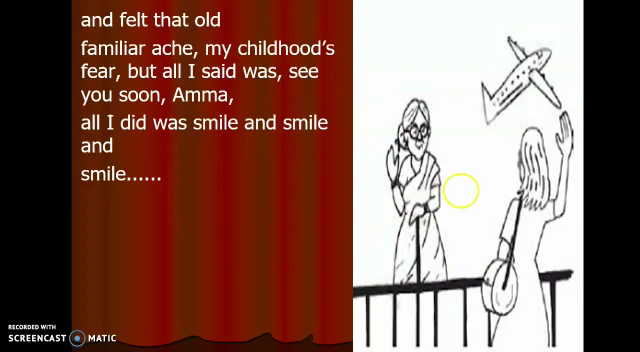 and felt that old
familiar ache, my childhood's
fear, but all I said was, see
you soon, Amma,
all I did was smile and smile
and
smile......
RECORDED WITH
SCREENCAST MATIC